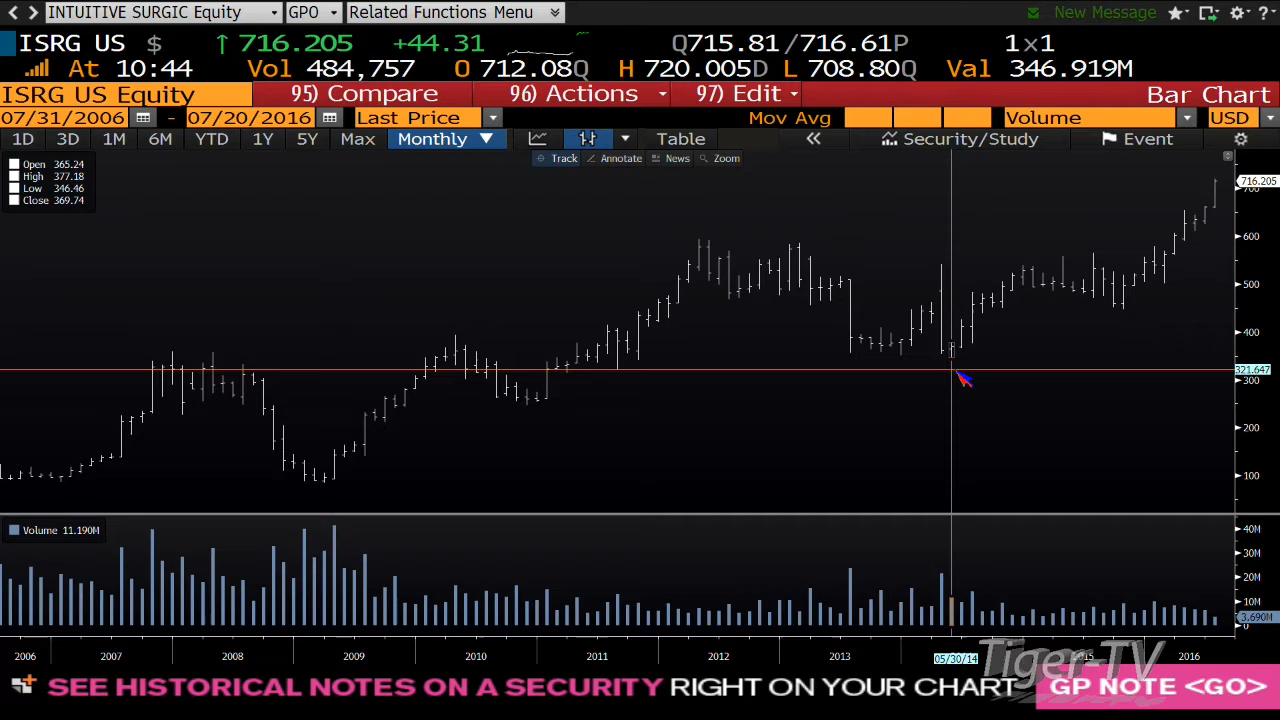 INTUITIVE SURGIC Equity GPO Related Functions Menu New Message ?
ISRG US $ ↑ 716.205 +44.31 Q715.81/716.61P 1x1
At 10:44 Vol 484,757 O 712.08Q H 720.005D L 708.80Q Val 346.919M
ISRG US Equity 95) Compare 96) Actions 97) Edit Bar Chart
07/31/2006 - 07/20/2016 Last Price Mov Avg Volume USD
1D 3D 1M 6M YTD 1Y 5Y Max Monthly ▼ Table « Security/Study Event
Track Annotate News Zoom
Open 365.24
High 377.18
Low 346.46
Close 369.74
716.205
700
600
500
400
321.647
300
200
100
Volume 11.190M
40M
30M
20M
10M
3.690M
0
2006 2007 2008 2009 2010 2011 2012 2013 05/30/14 2015 2016
Tiger-TV
SEE HISTORICAL NOTES ON A SECURITY RIGHT ON YOUR CHART GP NOTE <GO>